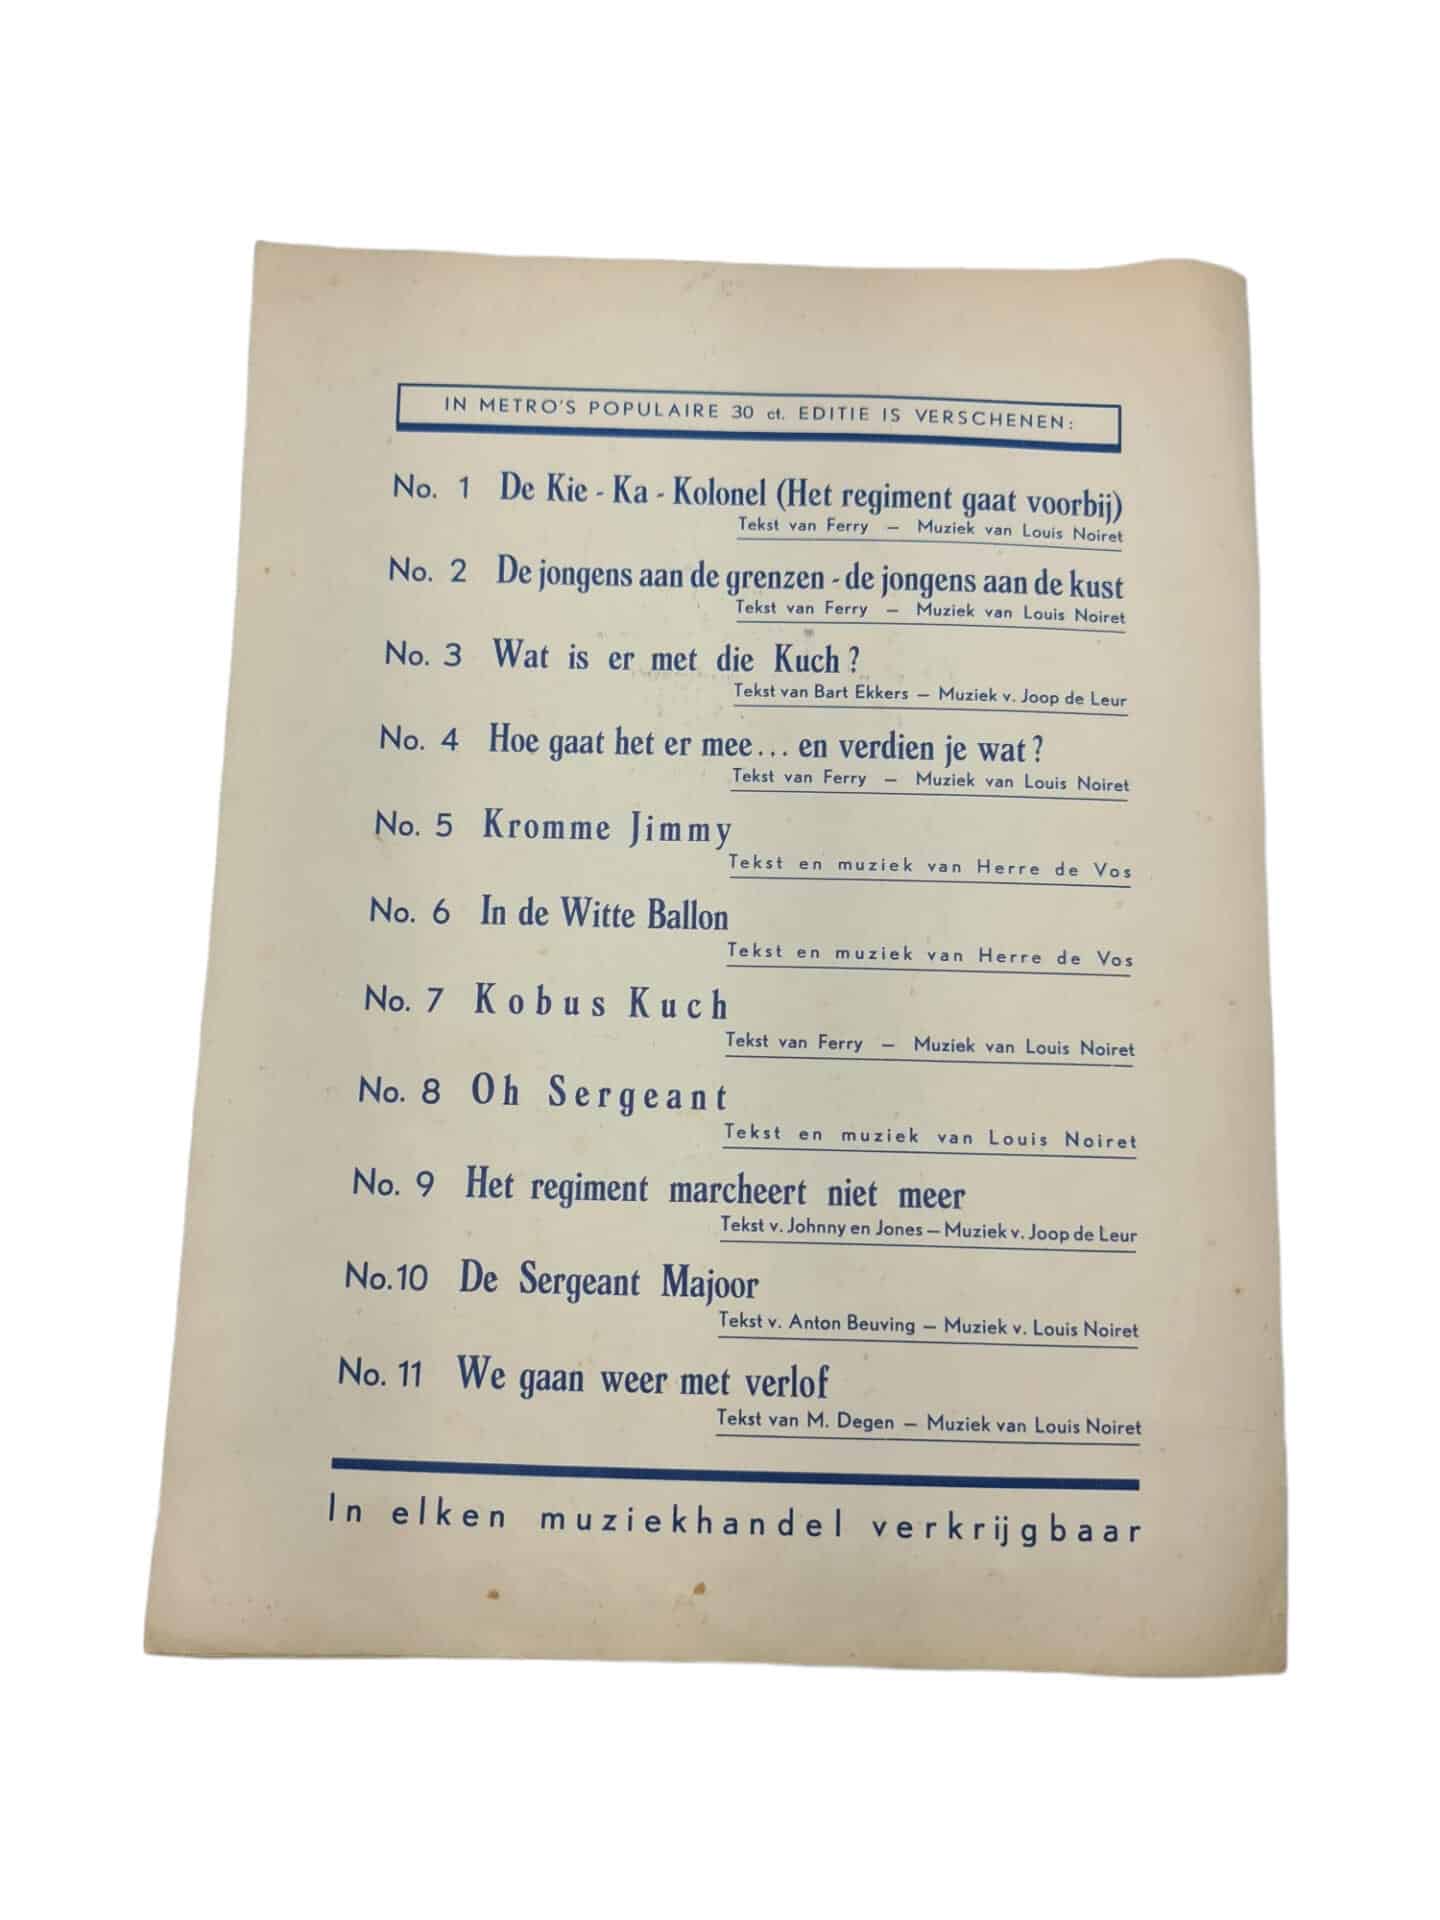 IN METRO'S POPULAIRE 30 ct. EDITIE IS VERSCHENEN:
No. 1 De Kie - Ka - Kolonel (Het regiment gaat voorbij)
Tekst van Ferry — Muziek van Louis Noiret
No. 2 De jongens aan de grenzen - de jongens aan de kust
Tekst van Ferry — Muziek van Louis Noiret
No. 3 Wat is er met die Kuch?
Tekst van Bart Ekkers — Muziek v. Joop de Leur
No. 4 Hoe gaat het er mee... en verdien je wat?
Tekst van Ferry — Muziek van Louis Noiret
No. 5 Kromme Jimmy
Tekst en muziek van Herre de Vos
No. 6 In de Witte Ballon
Tekst en muziek van Herre de Vos
No. 7 Kobus Kuch
Tekst van Ferry — Muziek van Louis Noiret
No. 8 Oh Sergeant
Tekst en muziek van Louis Noiret
No. 9 Het regiment marcheert niet meer
Tekst v. Johnny en Jones — Muziek v. Joop de Leur
No. 10 De Sergeant Majoor
Tekst v. Anton Beuving — Muziek v. Louis Noiret
No. 11 We gaan weer met verlof
Tekst van M. Degen — Muziek van Louis Noiret
In elken muziekhandel verkrijgbaar